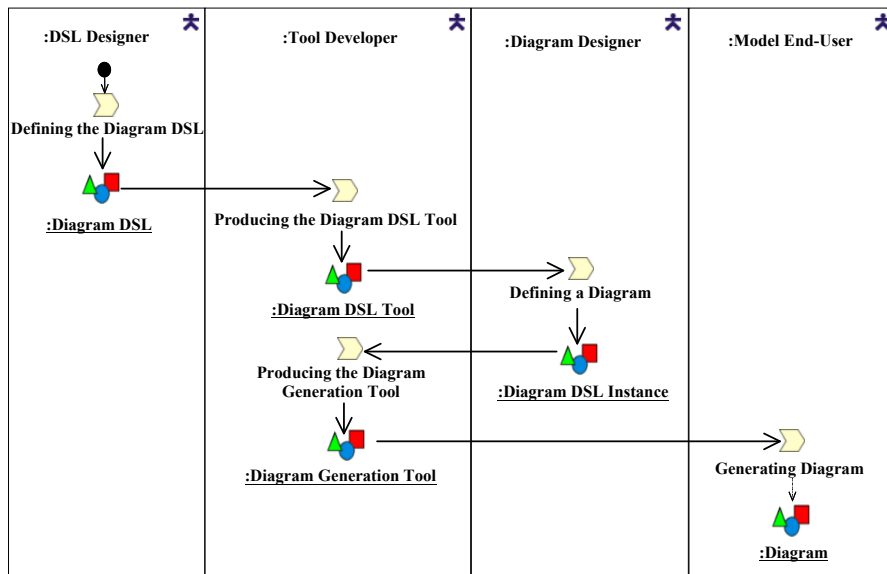 :DSL Designer
:Tool Developer
:Diagram Designer
:Model End-User
Defining the Diagram DSL
:Diagram DSL
Producing the Diagram DSL Tool
:Diagram DSL Tool
Defining a Diagram
:Diagram DSL Instance
Producing the Diagram
Generation Tool
:Diagram Generation Tool
Generating Diagram
:Diagram